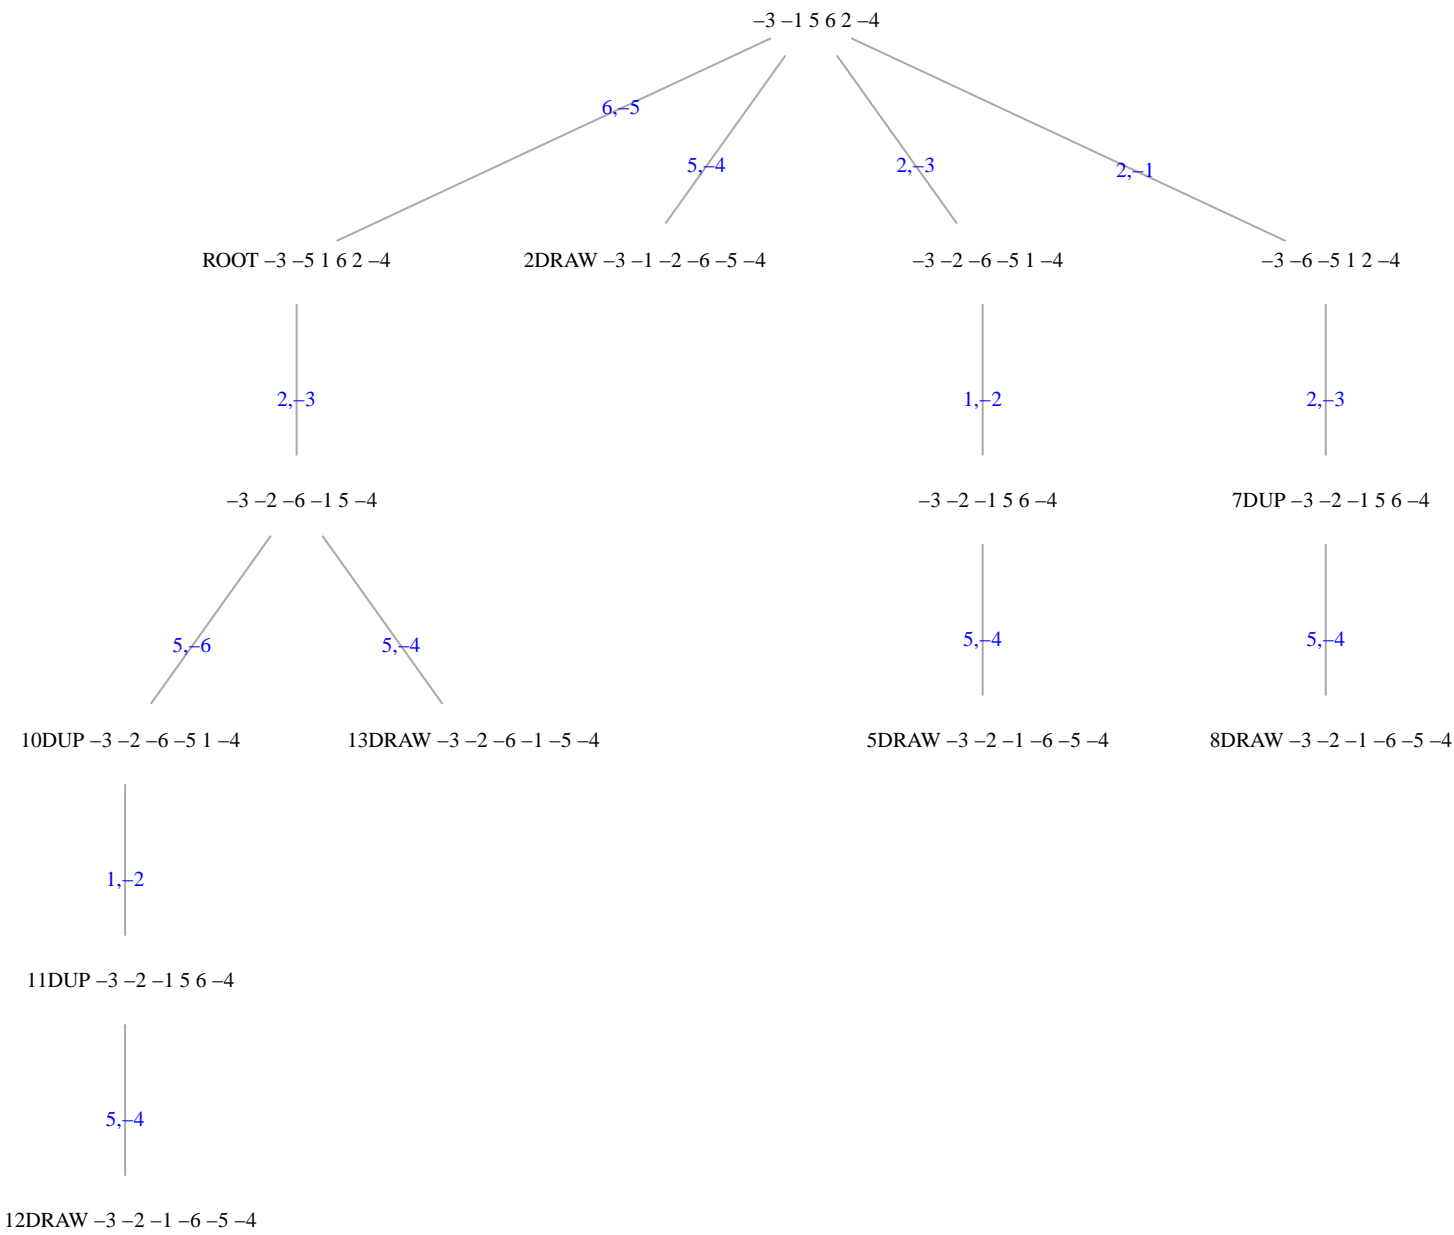 –3 –1 5 6 2 –4
6,–5
5,–4
2,–3
2,–1
ROOT –3 –5 1 6 2 –4
2DRAW –3 –1 –2 –6 –5 –4
–3 –2 –6 –5 1 –4
–3 –6 –5 1 2 –4
2,–3
1,–2
2,–3
–3 –2 –6 –1 5 –4
–3 –2 –1 5 6 –4
7DUP –3 –2 –1 5 6 –4
5,–6
5,–4
5,–4
5,–4
10DUP –3 –2 –6 –5 1 –4
13DRAW –3 –2 –6 –1 –5 –4
5DRAW –3 –2 –1 –6 –5 –4
8DRAW –3 –2 –1 –6 –5 –4
1,–2
11DUP –3 –2 –1 5 6 –4
5,–4
12DRAW –3 –2 –1 –6 –5 –4